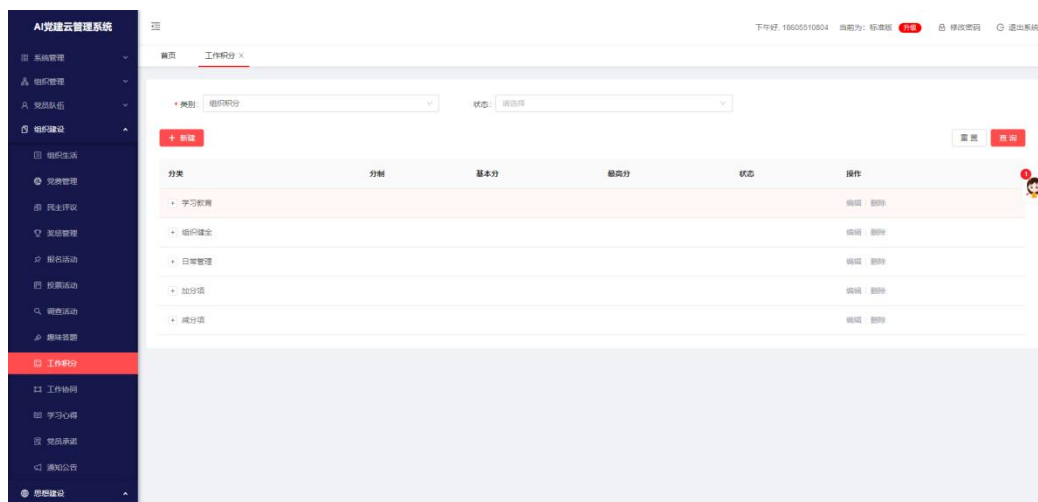 AI党建云管理系统
下午好, 18605510804 当前为: 标准版 升级 修改密码 退出系统
系统管理
首页 工作积分 ×
组织管理
党员队伍
* 类别: 组织积分 状态: 请选择
组织建设
+ 新建 重置 查询
组织生活
分类 分制 基本分 最高分 状态 操作
1
党费管理
+ 学习教育 编辑 删除
民主评议
奖惩管理
+ 组织健全 编辑 删除
报名活动
+ 日常管理 编辑 删除
投票活动
+ 加分项 编辑 删除
调查活动
+ 减分项 编辑 删除
趣味答题
工作积分
工作协同
学习心得
党员承诺
通知公告
思想建设